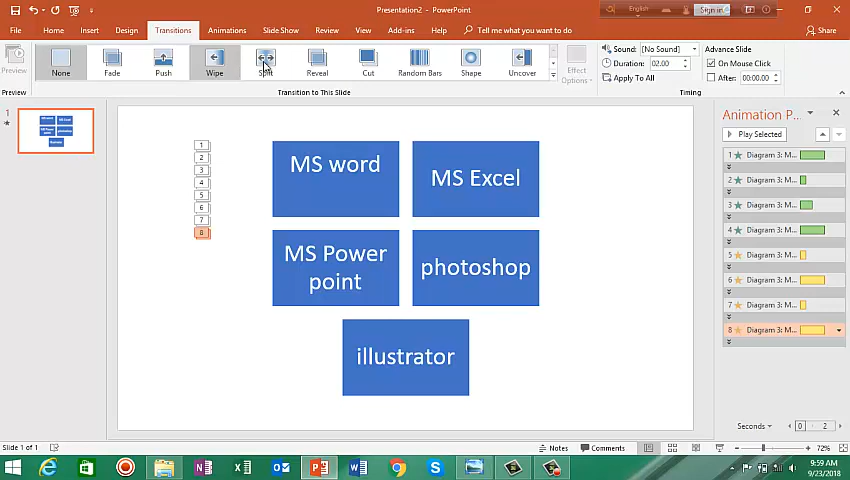 Presentation2 - PowerPoint
English
Sign in
File Home Insert Design Transitions Animations Slide Show Review View Add-ins Help Tell me what you want to do Share
Preview None Fade Push Wipe Split Reveal Cut Random Bars Shape Uncover Effect Options
Sound: [No Sound] Advance Slide
Duration: 02.00 On Mouse Click
Apply To All After: 00:00.00
Preview Transition to This Slide Timing
1
1
2
3
4
5
6
7
8
MS word
MS Excel
MS Power
point
photoshop
illustrator
Animation P...
Play Selected
1 Diagram 3: M...
2 Diagram 3: M...
3 Diagram 3: M...
4 Diagram 3: M...
5 Diagram 3: M...
6 Diagram 3: M...
7 Diagram 3: M...
8 Diagram 3: M...
Seconds 0 2
Slide 1 of 1 Notes Comments 72%
9:59 AM
9/23/2018